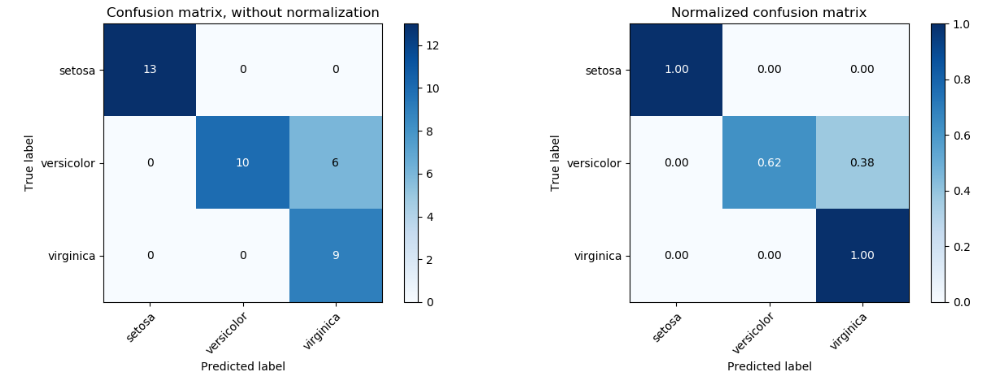 Confusion matrix, without normalization
True label
setosa
versicolor
virginica
13 0 0
0 10 6
0 0 9
setosa versicolor virginica
Predicted label
12
10
8
6
4
2
0
Normalized confusion matrix
True label
setosa
versicolor
virginica
1.00 0.00 0.00
0.00 0.62 0.38
0.00 0.00 1.00
setosa versicolor virginica
Predicted label
1.0
0.8
0.6
0.4
0.2
0.0